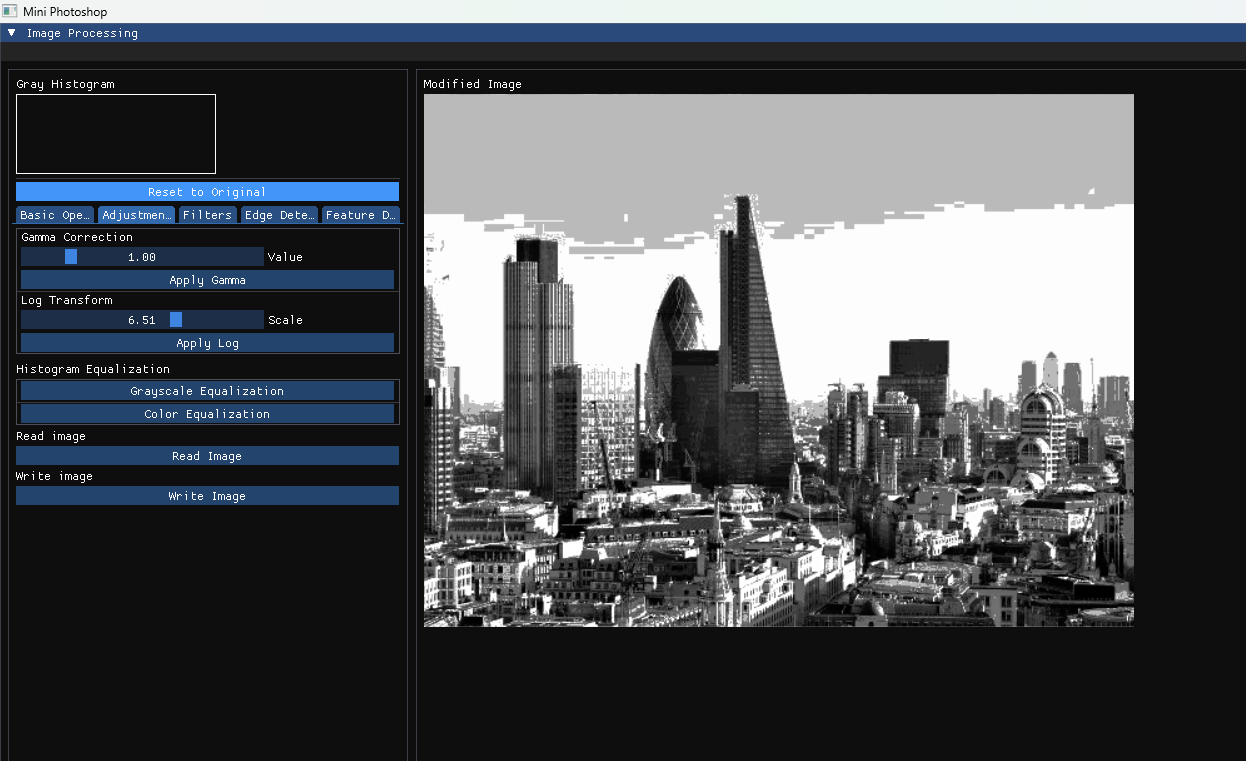 Mini Photoshop
Image Processing
Gray Histogram
Reset to Original
Basic Ope… Adjustmen… Filters Edge Dete… Feature D…
Gamma Correction
1.00 Value
Apply Gamma
Log Transform
6.51 Scale
Apply Log
Histogram Equalization
Grayscale Equalization
Color Equalization
Read image
Read Image
Write image
Write Image
Modified Image